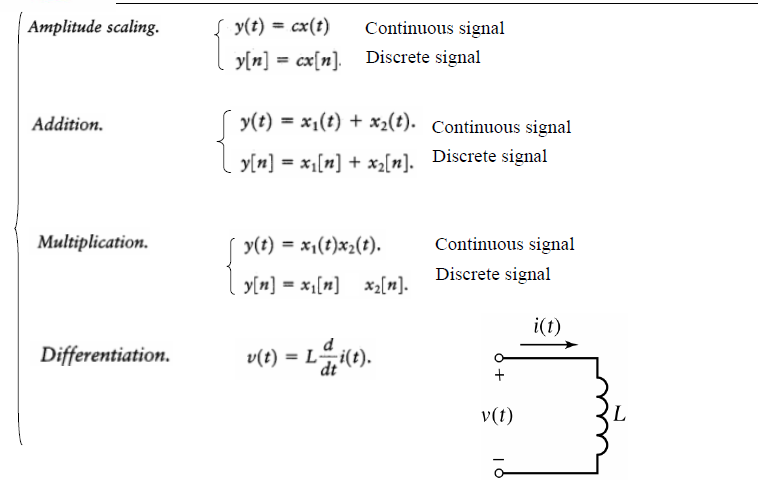 Amplitude scaling.
y(t) = cx(t) Continuous signal
y[n] = cx[n]. Discrete signal
Addition.
y(t) = x₁(t) + x₂(t). Continuous signal
y[n] = x₁[n] + x₂[n]. Discrete signal
Multiplication.
y(t) = x₁(t)x₂(t). Continuous signal
y[n] = x₁[n] x₂[n]. Discrete signal
Differentiation.
v(t) = L d/dt i(t).
i(t)
+
v(t)
L
−